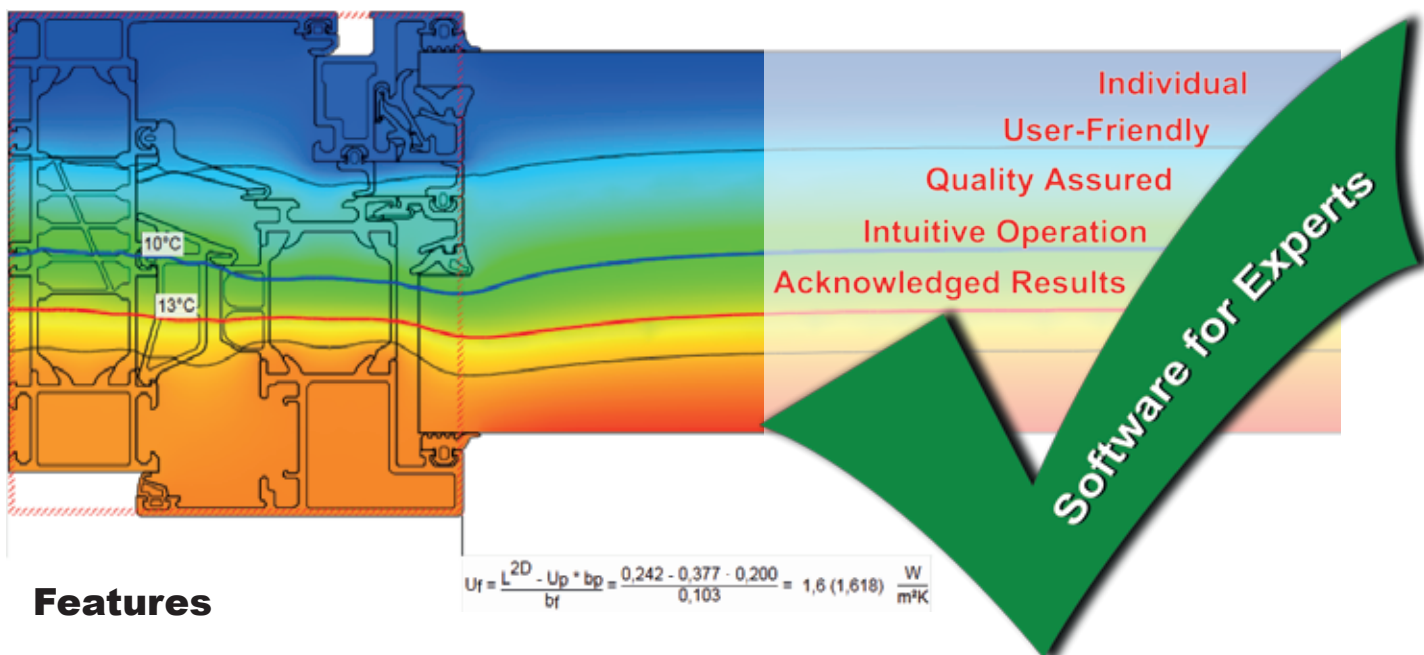 Individual
User-Friendly
Quality Assured
Intuitive Operation
Acknowledged Results
10°C
13°C
Software for Experts
Uf = (L^2D - Up * bp) / bf = (0,242 - 0,377 · 0,200) / 0,103 = 1,6 (1,618) W/m²K
Features